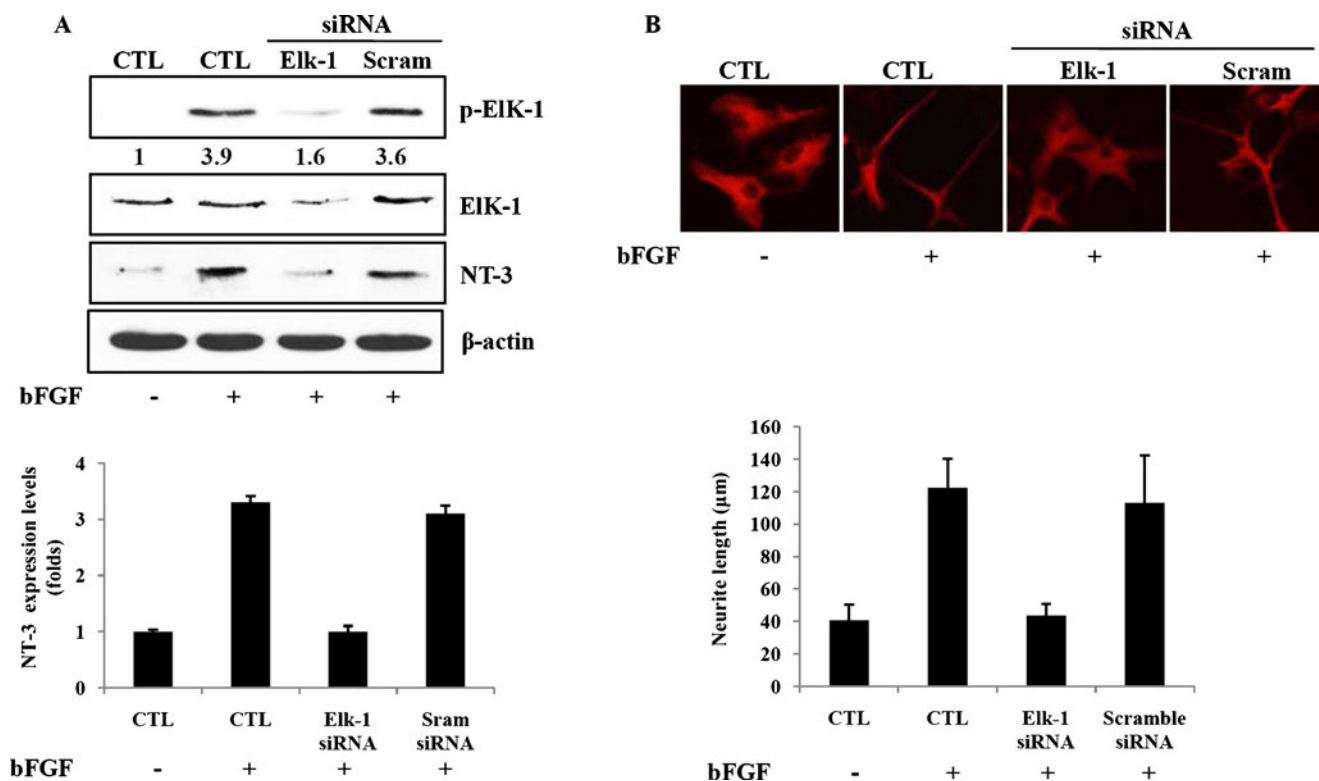 A
siRNA
CTL CTL Elk-1 Scram
p-ElK-1
1 3.9 1.6 3.6
ElK-1
NT-3
β-actin
bFGF - + + +
NT-3 expression levels
(folds)
4
3
2
1
0
CTL CTL Elk-1 Sram
siRNA siRNA
bFGF - + + +
B
siRNA
CTL CTL Elk-1 Scram
bFGF - + + +
Neurite length (µm)
160
140
120
100
80
60
40
20
0
CTL CTL Elk-1 Scramble
siRNA siRNA
bFGF - + + +